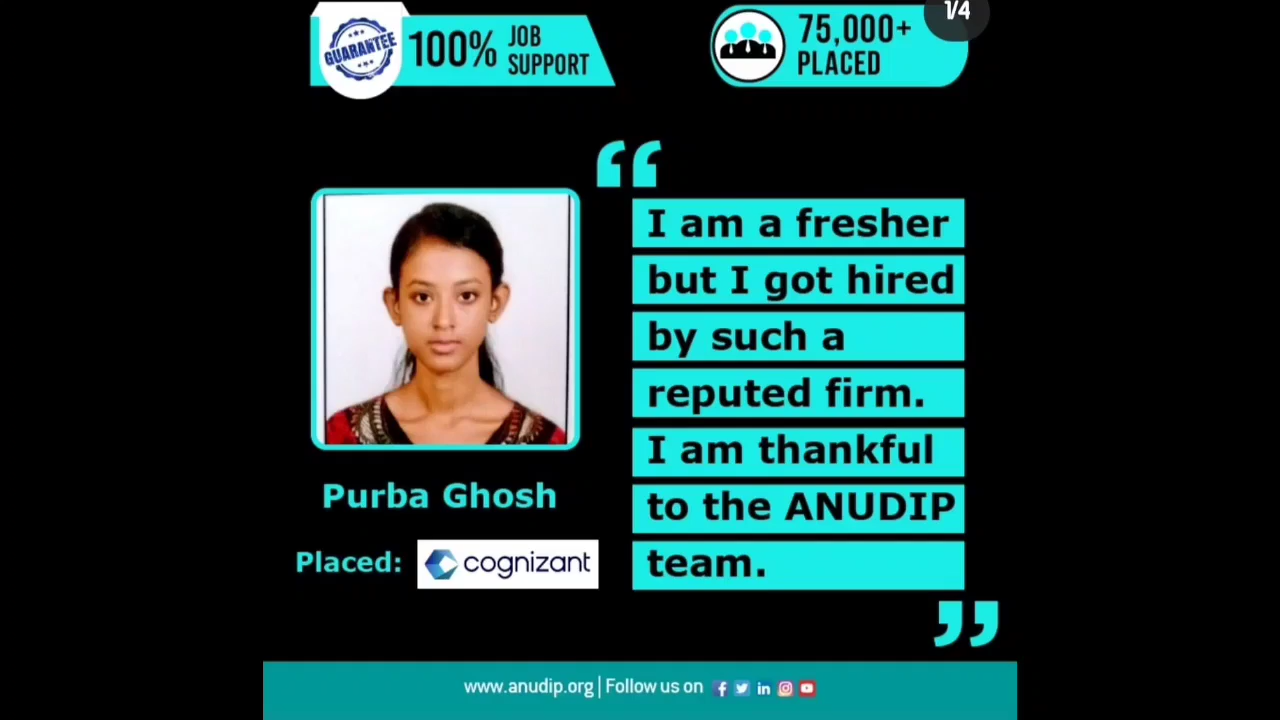 1/4
GUARANTEE
100% JOB
SUPPORT
75,000+
PLACED
I am a fresher
but I got hired
by such a
reputed firm.
I am thankful
to the ANUDIP
team.
Purba Ghosh
Placed: cognizant
www.anudip.org | Follow us on